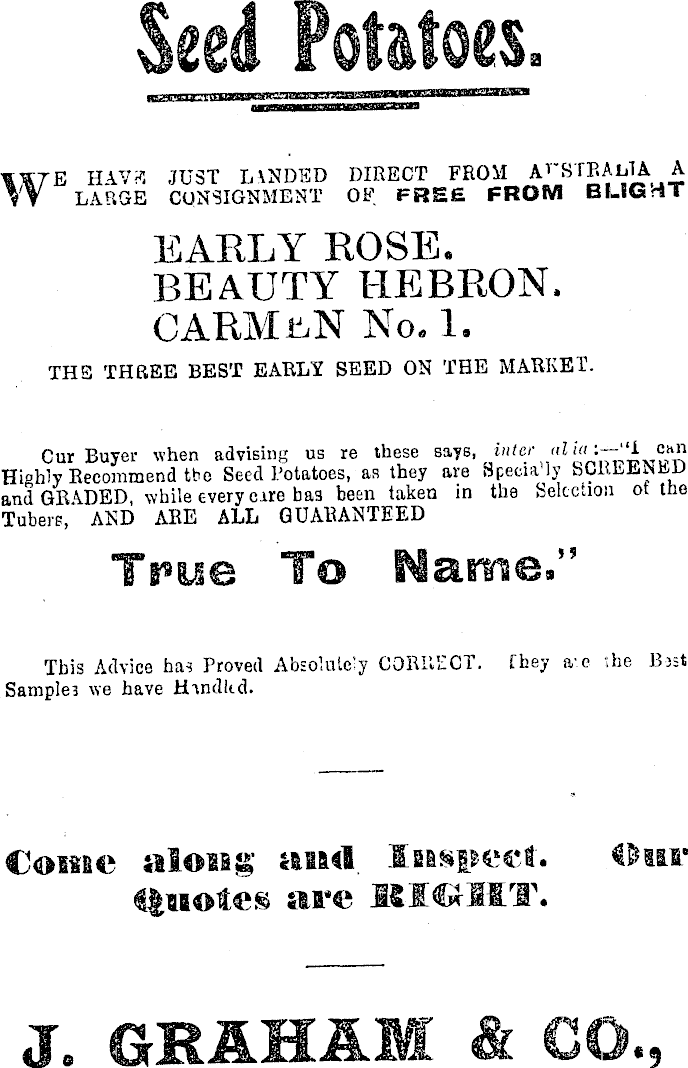 Seed Potatoes.
WE HAVE JUST LANDED DIRECT FROM AUSTRALIA A
LARGE CONSIGNMENT OF FREE FROM BLIGHT
EARLY ROSE.
BEAUTY HEBRON.
CARMEN No. 1.
THE THREE BEST EARLY SEED ON THE MARKET.
Our Buyer when advising us re these says, inter alia:—"I can
Highly Recommend the Seed Potatoes, as they are Specially SCREENED
and GRADED, while every care has been taken in the Selection of the
Tubers, AND ARE ALL GUARANTEED
True To Name."
This Advice has Proved Absolutely CORRECT. They are the Best
Samples we have Handled.
Come along and Inspect. Our
Quotes are RIGHT.
J. GRAHAM & CO.,